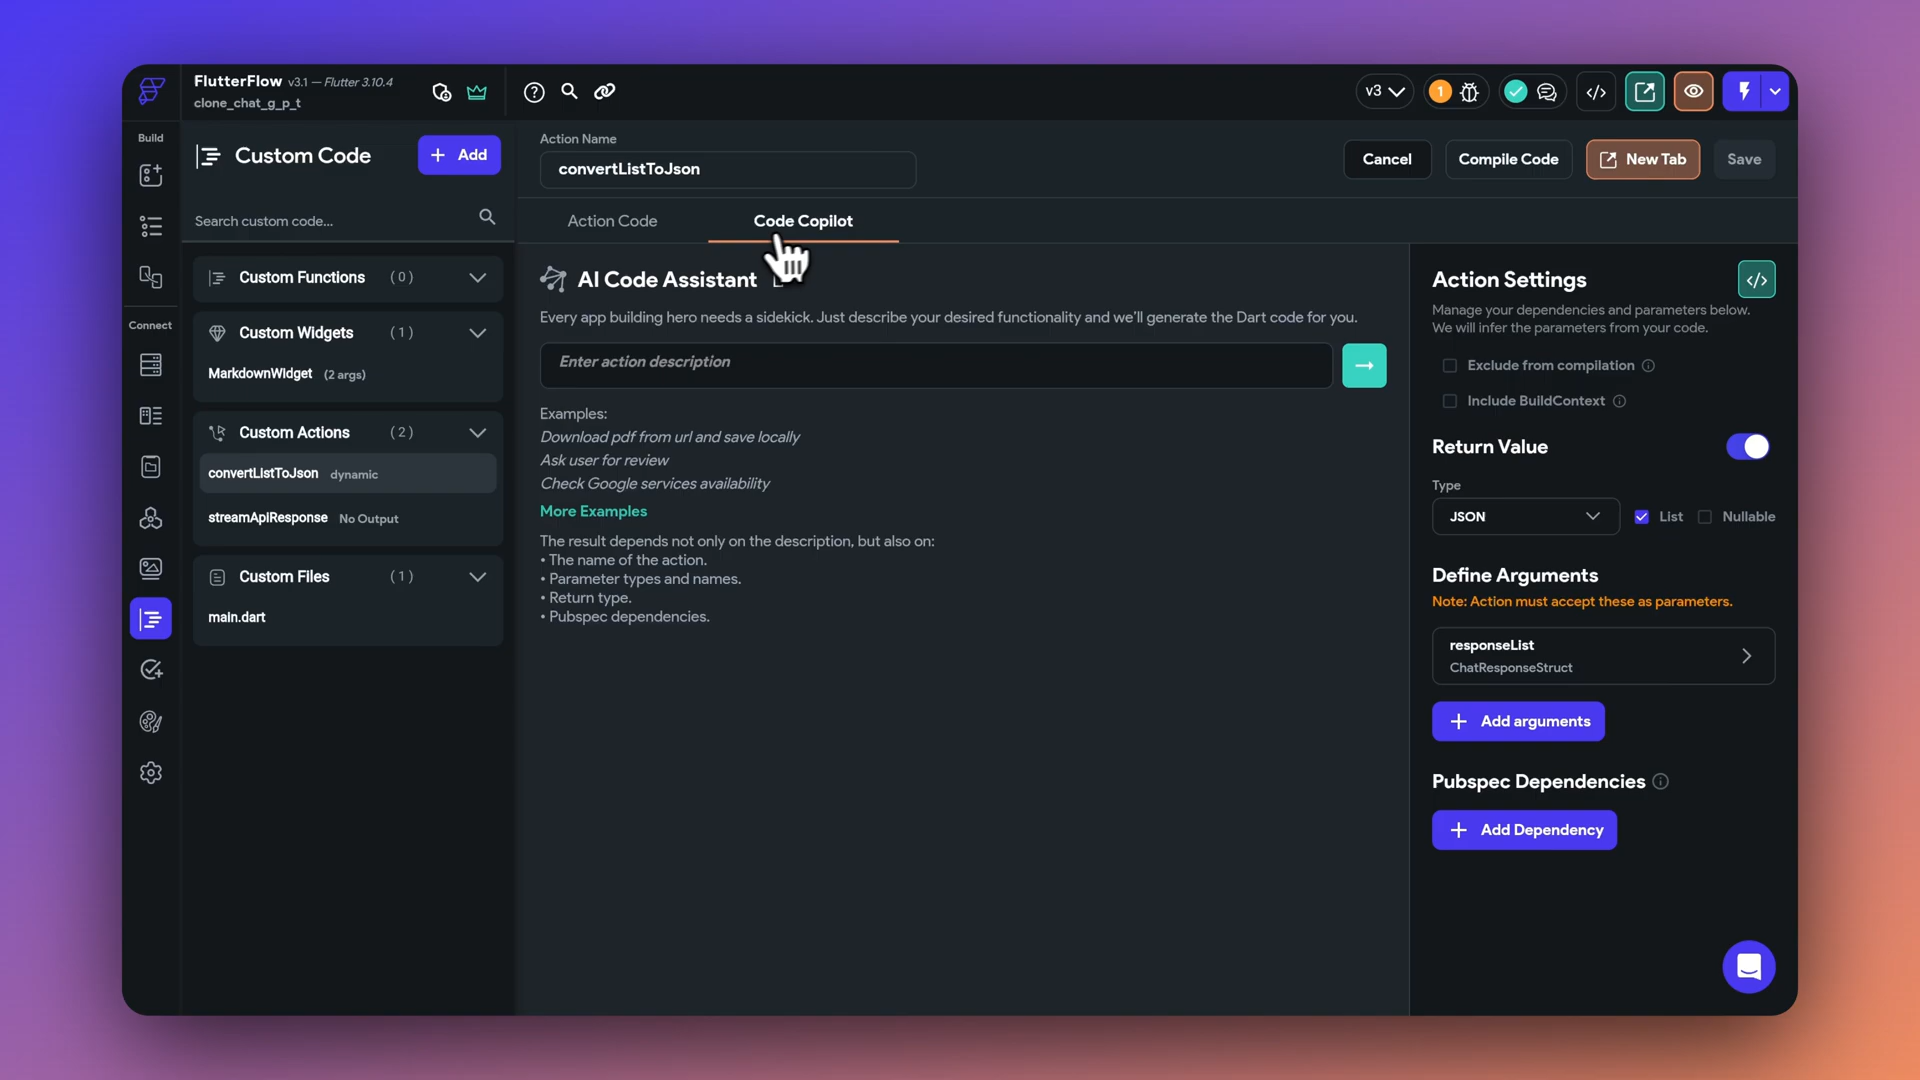 FlutterFlow v3.1 — Flutter 3.10.4
clone_chat_g_p_t
v3
1
Build
Connect
Custom Code
+ Add
Search custom code...
Custom Functions (0)
Custom Widgets (1)
MarkdownWidget (2 args)
Custom Actions (2)
convertListToJson dynamic
streamApiResponse No Output
Custom Files (1)
main.dart
Action Name
convertListToJson
Cancel
Compile Code
New Tab
Save
Action Code
Code Copilot
AI Code Assistant
Every app building hero needs a sidekick. Just describe your desired functionality and we'll generate the Dart code for you.
Enter action description
Examples:
Download pdf from url and save locally
Ask user for review
Check Google services availability
More Examples
The result depends not only on the description, but also on:
• The name of the action.
• Parameter types and names.
• Return type.
• Pubspec dependencies.
Action Settings
Manage your dependencies and parameters below.
We will infer the parameters from your code.
Exclude from compilation
Include BuildContext
Return Value
Type
JSON
List
Nullable
Define Arguments
Note: Action must accept these as parameters.
responseList
ChatResponseStruct
+ Add arguments
Pubspec Dependencies
+ Add Dependency